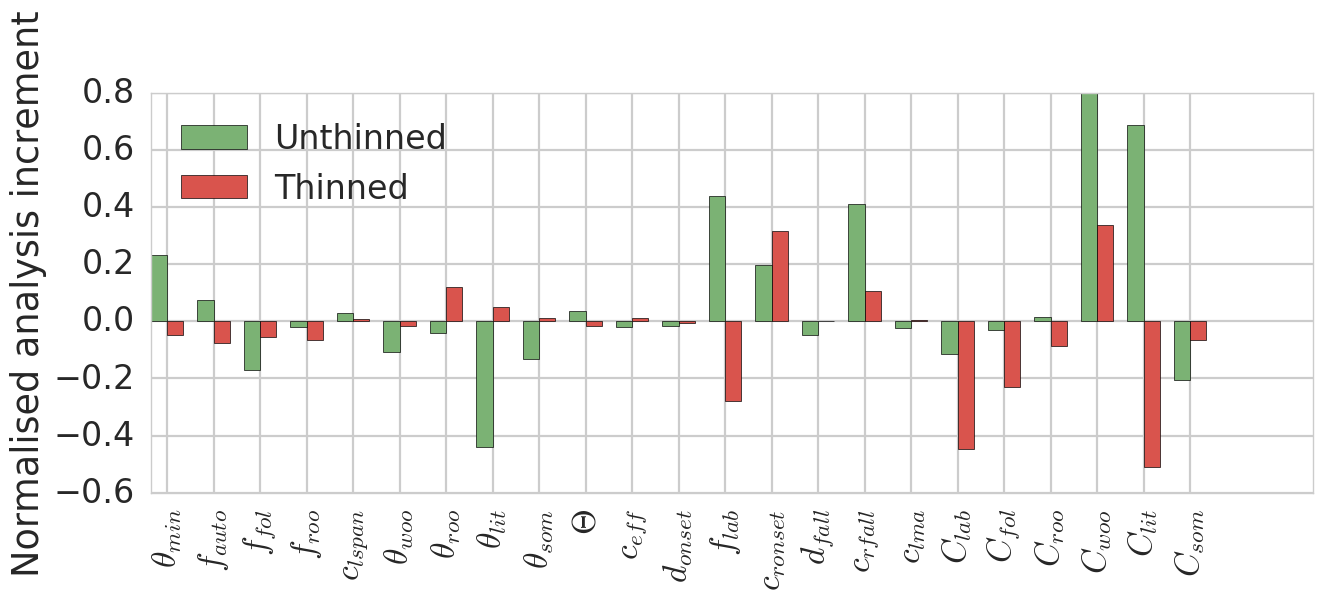 Normalised analysis increment
0.8
0.6
0.4
0.2
0.0
−0.2
−0.4
−0.6
Unthinned
Thinned
θmin
fauto
ffol
froo
clspan
θwoo
θroo
θlit
θsom
Θ
ceff
donset
flab
cronset
dfall
crfall
clma
Clab
Cfol
Croo
Cwoo
Clit
Csom